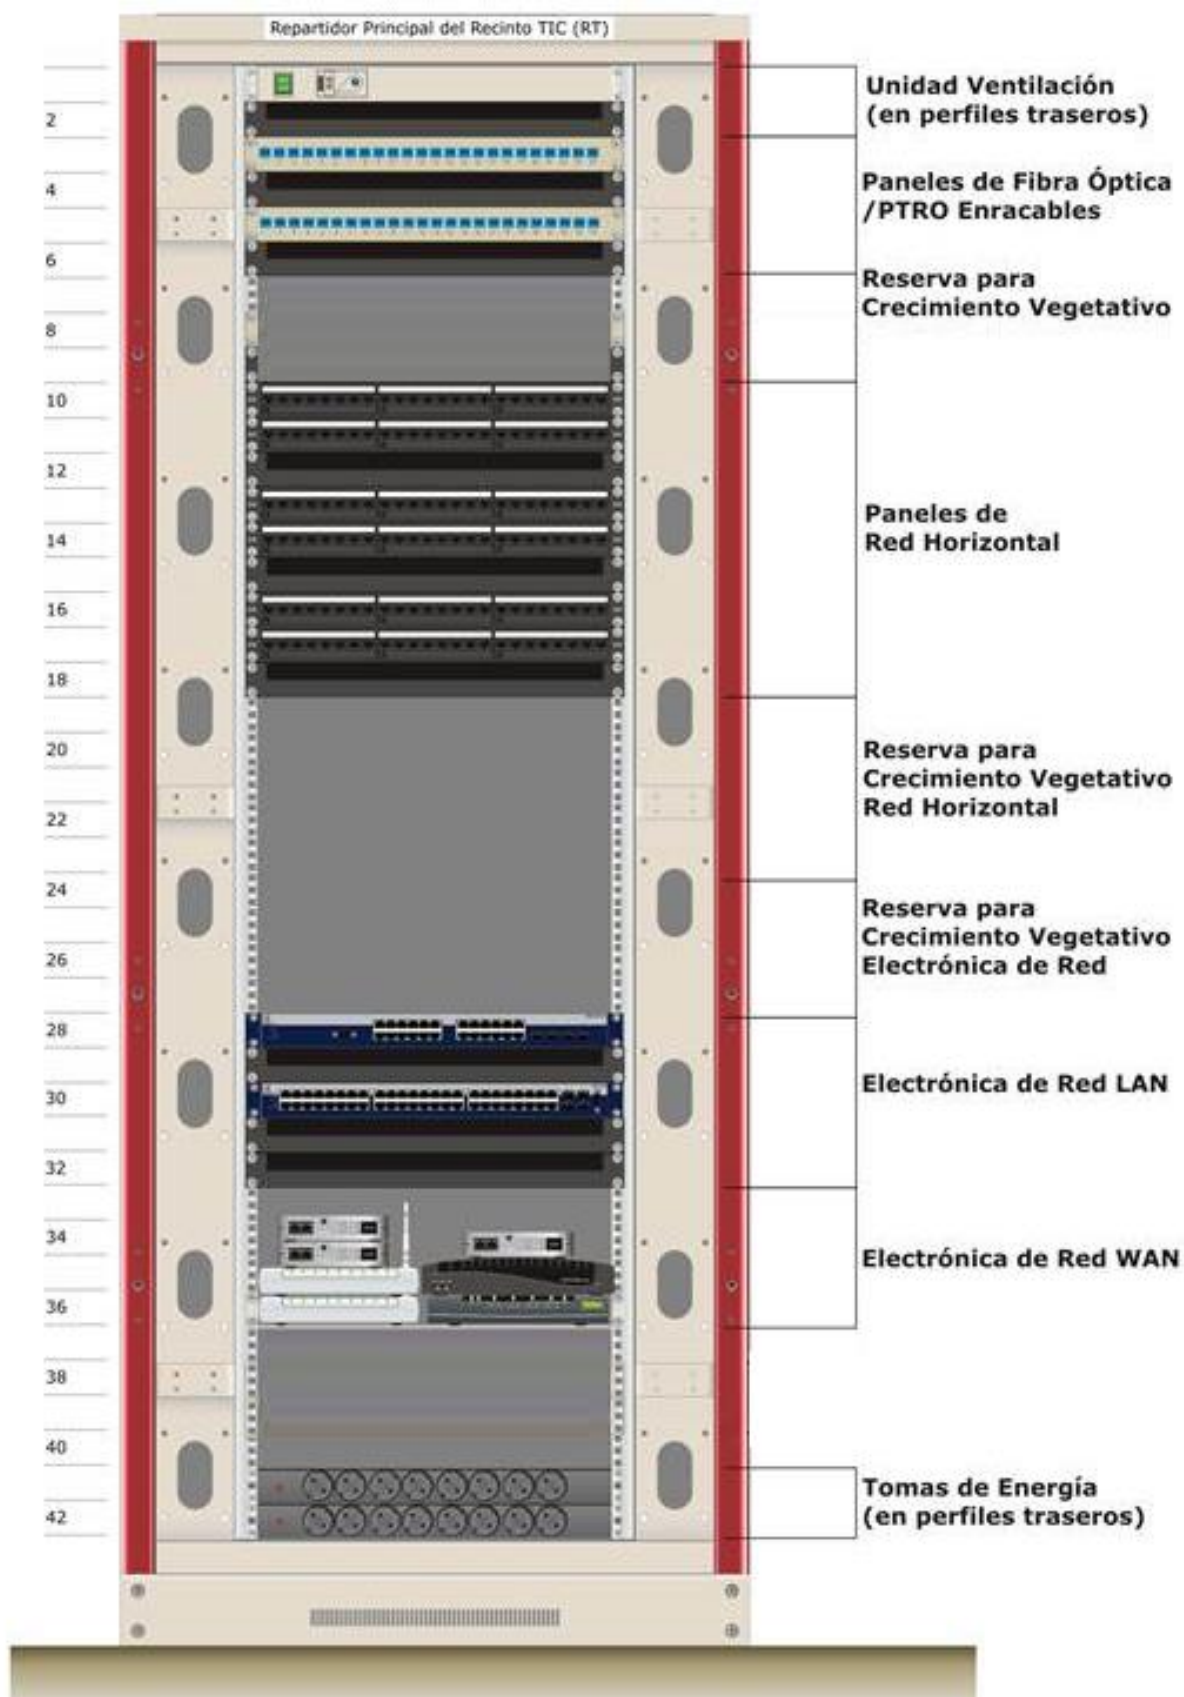 Repartidor Principal del Recinto TIC (RT)
Unidad Ventilación
(en perfiles traseros)
2
Paneles de Fibra Óptica
/PTRO Enracables
4
6
Reserva para
Crecimiento Vegetativo
8
10
12
Paneles de
Red Horizontal
14
16
18
Reserva para
Crecimiento Vegetativo
Red Horizontal
20
22
24
Reserva para
Crecimiento Vegetativo
Electrónica de Red
26
28
Electrónica de Red LAN
30
32
34
Electrónica de Red WAN
36
38
40
Tomas de Energía
(en perfiles traseros)
42